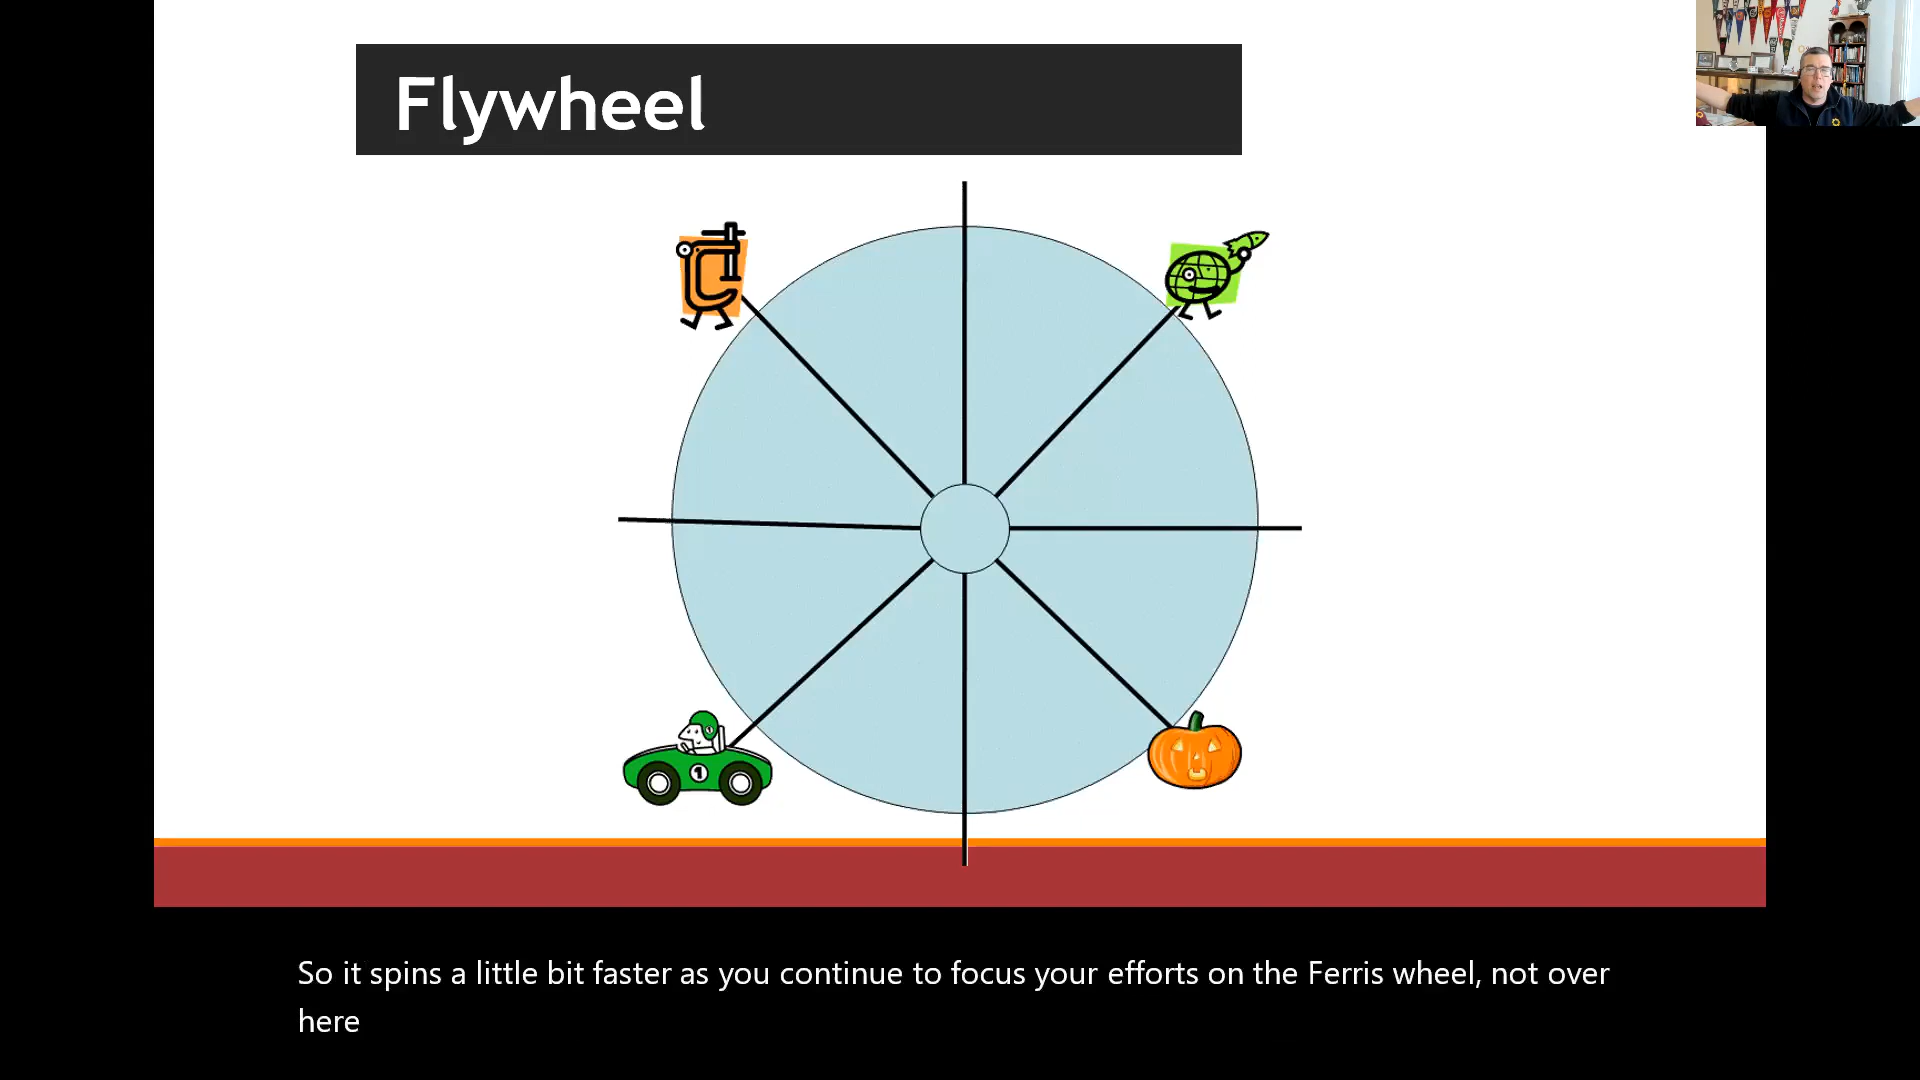 Flywheel
1
So it spins a little bit faster as you continue to focus your efforts on the Ferris wheel, not over
here